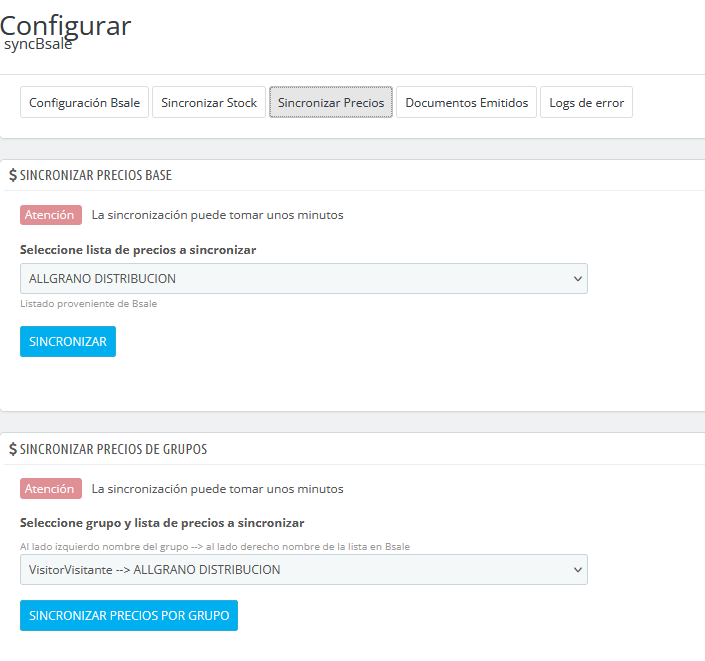 Configurar
syncBsale
Configuración Bsale
Sincronizar Stock
Sincronizar Precios
Documentos Emitidos
Logs de error
$ SINCRONIZAR PRECIOS BASE
Atención La sincronización puede tomar unos minutos
Seleccione lista de precios a sincronizar
ALLGRANO DISTRIBUCION
Listado proveniente de Bsale
SINCRONIZAR
$ SINCRONIZAR PRECIOS DE GRUPOS
Atención La sincronización puede tomar unos minutos
Seleccione grupo y lista de precios a sincronizar
Al lado izquierdo nombre del grupo --> al lado derecho nombre de la lista en Bsale
VisitorVisitante --> ALLGRANO DISTRIBUCION
SINCRONIZAR PRECIOS POR GRUPO